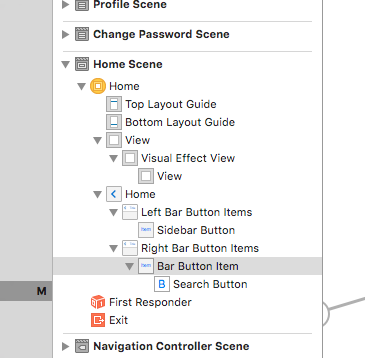 Profile Scene
Change Password Scene
Home Scene
Home
Top Layout Guide
Bottom Layout Guide
View
Visual Effect View
View
Home
Left Bar Button Items
Item Sidebar Button
Right Bar Button Items
M Item Bar Button Item
B Search Button
First Responder
Exit
Navigation Controller Scene